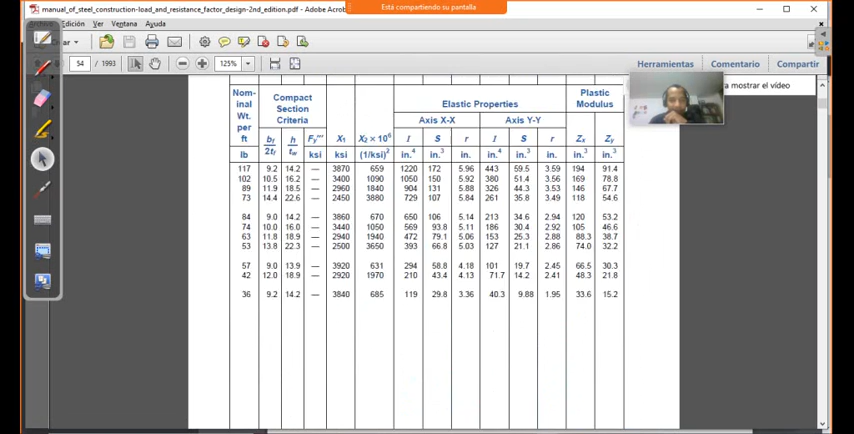 manual_of_steel_construction-load_and_resistance_factor_design-2nd_edition.pdf - Adobe Acrob
Está compartiendo su pantalla
Edición Ver Ventana Ayuda
54 / 1993 125%
Herramientas Comentario Compartir
a mostrar el vídeo
Nom-
inal
Wt.
per
ft
lb
Compact
Section
Criteria
Elastic Properties
Plastic
Modulus
Axis X-X Axis Y-Y
bf/2tf h/tw Fy''' X1 X2 × 10⁶ I S r I S r Zx Zy
ksi ksi (1/ksi)² in.⁴ in.³ in. in.⁴ in.³ in. in.³ in.³
117 9.2 14.2 — 3870 659 1220 172 5.96 443 59.5 3.59 194 91.4
102 10.5 16.2 — 3400 1090 1050 150 5.92 380 51.4 3.56 169 78.8
89 11.9 18.5 — 2960 1840 904 131 5.88 326 44.3 3.53 146 67.7
73 14.4 22.6 — 2450 3880 729 107 5.84 261 35.8 3.49 118 54.6
84 9.0 14.2 — 3860 670 650 106 5.14 213 34.6 2.94 120 53.2
74 10.0 16.0 — 3440 1050 569 93.8 5.11 186 30.4 2.92 105 46.6
63 11.8 18.9 — 2940 1940 472 79.1 5.06 153 25.3 2.88 88.3 38.7
53 13.8 22.3 — 2500 3650 393 66.8 5.03 127 21.1 2.86 74.0 32.2
57 9.0 13.9 — 3920 631 294 58.8 4.18 101 19.7 2.45 66.5 30.3
42 12.0 18.9 — 2920 1970 210 43.4 4.13 71.7 14.2 2.41 48.3 21.8
36 9.2 14.2 — 3840 685 119 29.8 3.36 40.3 9.88 1.95 33.6 15.2